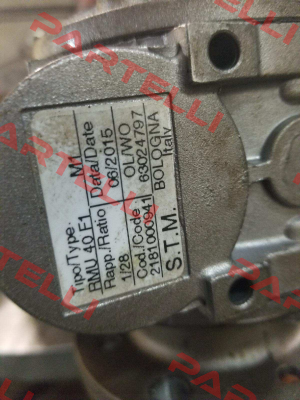 Tipo/Type
RMU 40 F1 M1
Rapp./Ratio Data/Date
1/28 06/2015
Cod./Code OL/WO
2181000941 63024797
S.T.M. BOLOGNA
Italy
PARTELLI
PARTELLI
PARTELLI
PARTELLI